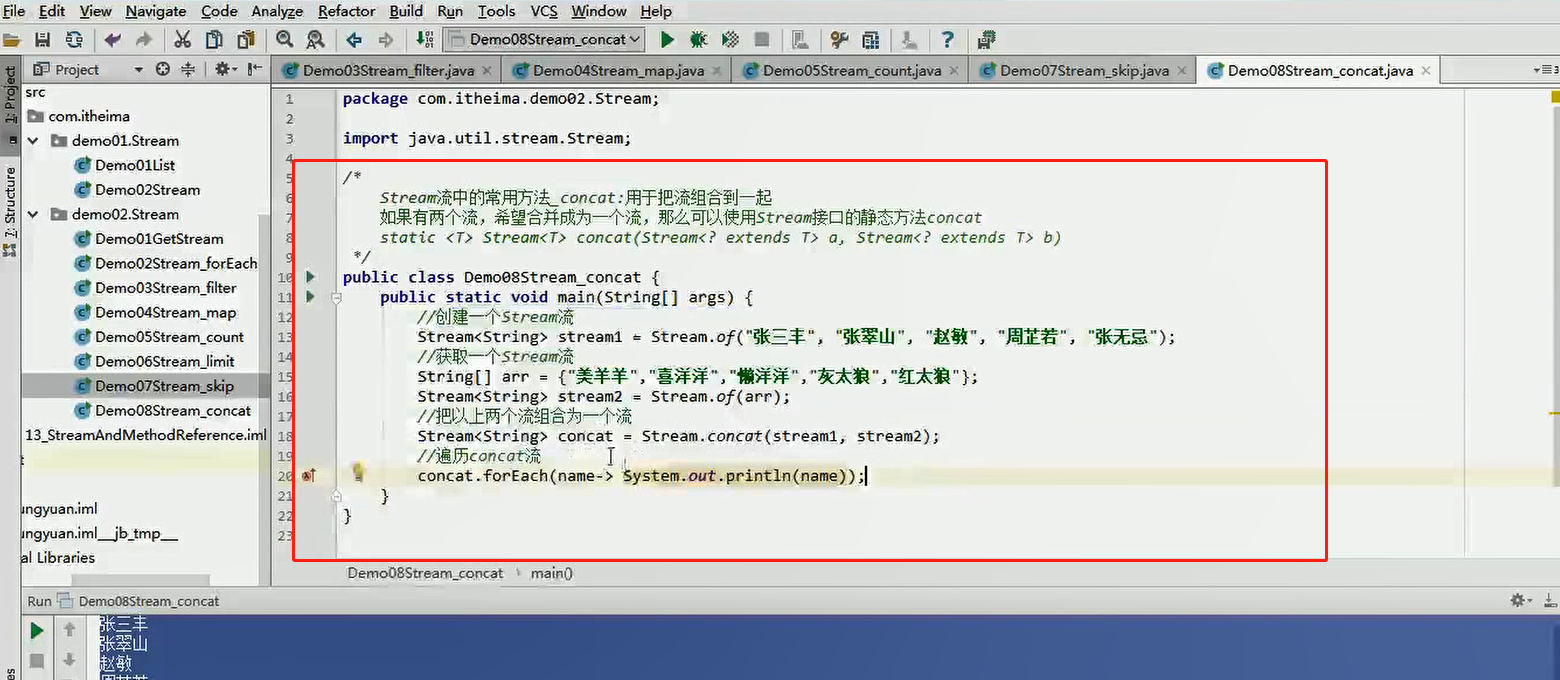 File Edit View Navigate Code Analyze Refactor Build Run Tools VCS Window Help
Demo08Stream_concat
Project
Demo03Stream_filter.java
Demo04Stream_map.java
Demo05Stream_count.java
Demo07Stream_skip.java
Demo08Stream_concat.java
1: Project
7: Structure
src
com.itheima
demo01.Stream
Demo01List
Demo02Stream
demo02.Stream
Demo01GetStream
Demo02Stream_forEach
Demo03Stream_filter
Demo04Stream_map
Demo05Stream_count
Demo06Stream_limit
Demo07Stream_skip
Demo08Stream_concat
13_StreamAndMethodReference.iml
ungyuan.iml
ungyuan.iml__jb_tmp__
al Libraries
1 package com.itheima.demo02.Stream;
2
3 import java.util.stream.Stream;
4
5 /*
6 Stream流中的常用方法_concat:用于把流组合到一起
7 如果有两个流，希望合并成为一个流，那么可以使用Stream接口的静态方法concat
8 static <T> Stream<T> concat(Stream<? extends T> a, Stream<? extends T> b)
9 */
10 public class Demo08Stream_concat {
11 public static void main(String[] args) {
12 //创建一个Stream流
13 Stream<String> stream1 = Stream.of("张三丰", "张翠山", "赵敏", "周芷若", "张无忌");
14 //获取一个Stream流
15 String[] arr = {"美羊羊","喜洋洋","懒洋洋","灰太狼","红太狼"};
16 Stream<String> stream2 = Stream.of(arr);
17 //把以上两个流组合为一个流
18 Stream<String> concat = Stream.concat(stream1, stream2);
19 //遍历concat流
20 concat.forEach(name-> System.out.println(name));
21 }
22 }
23
Demo08Stream_concat main()
Run Demo08Stream_concat
张三丰
张翠山
赵敏